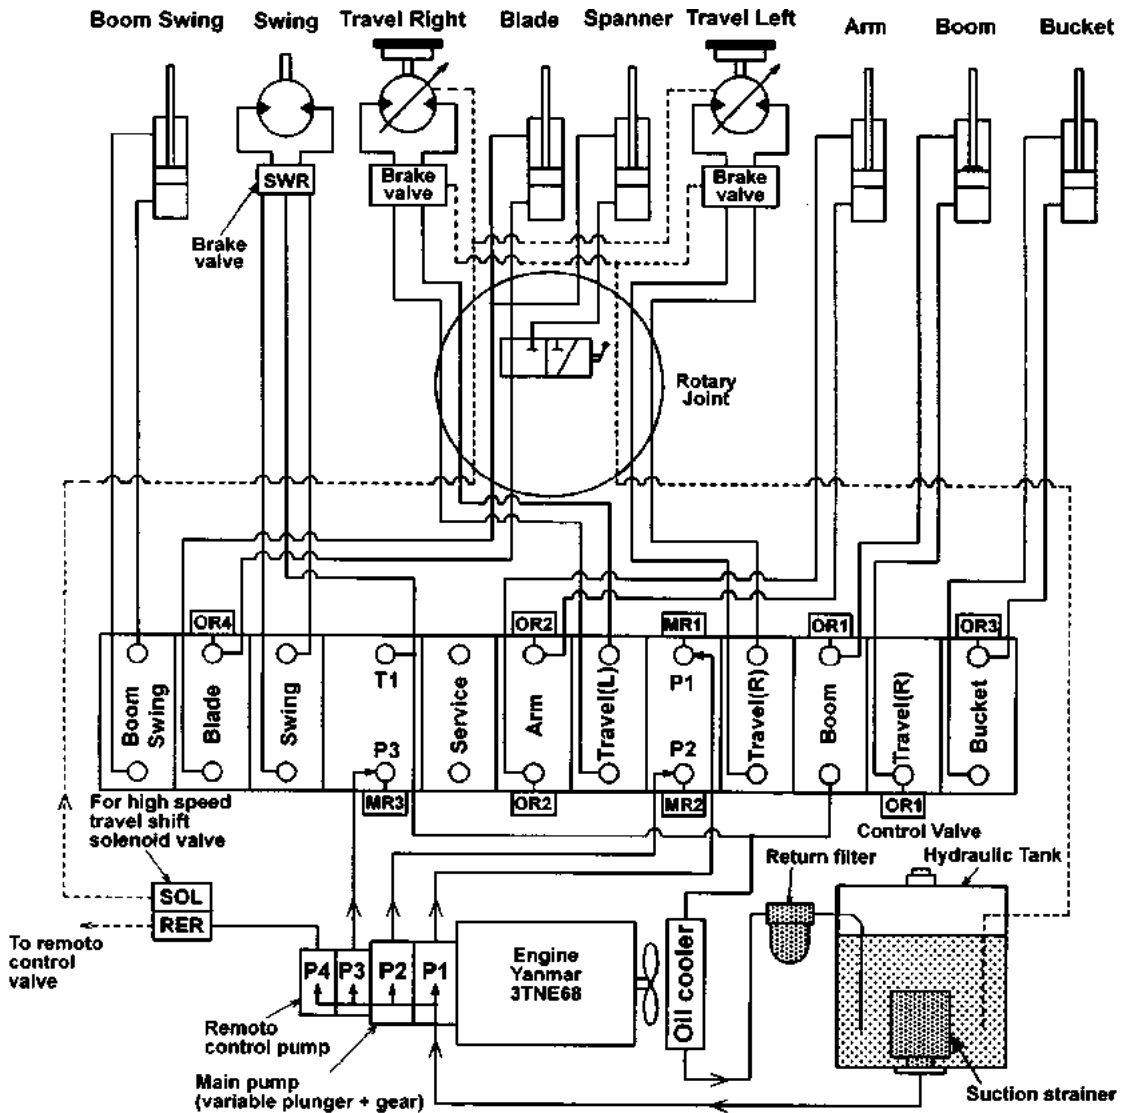 Boom Swing
Swing
Travel Right
Blade
Spanner
Travel Left
Arm
Boom
Bucket
SWR
Brake
valve
Brake
valve
Brake
valve
Rotary
Joint
OR4
OR2
MR1
OR1
OR3
Boom
Swing
Blade
Swing
T1
P3
Service
Arm
Travel(L)
P1
P2
Travel(R)
Boom
Travel(R)
Bucket
MR3
OR2
MR2
OR1
For high speed
travel shift
solenoid valve
Control Valve
Return filter
Hydraulic Tank
SOL
RER
To remoto
control
valve
P4
P3
P2
P1
Engine
Yanmar
3TNE68
Oil cooler
Remoto
control pump
Main pump
(variable plunger + gear)
Suction strainer